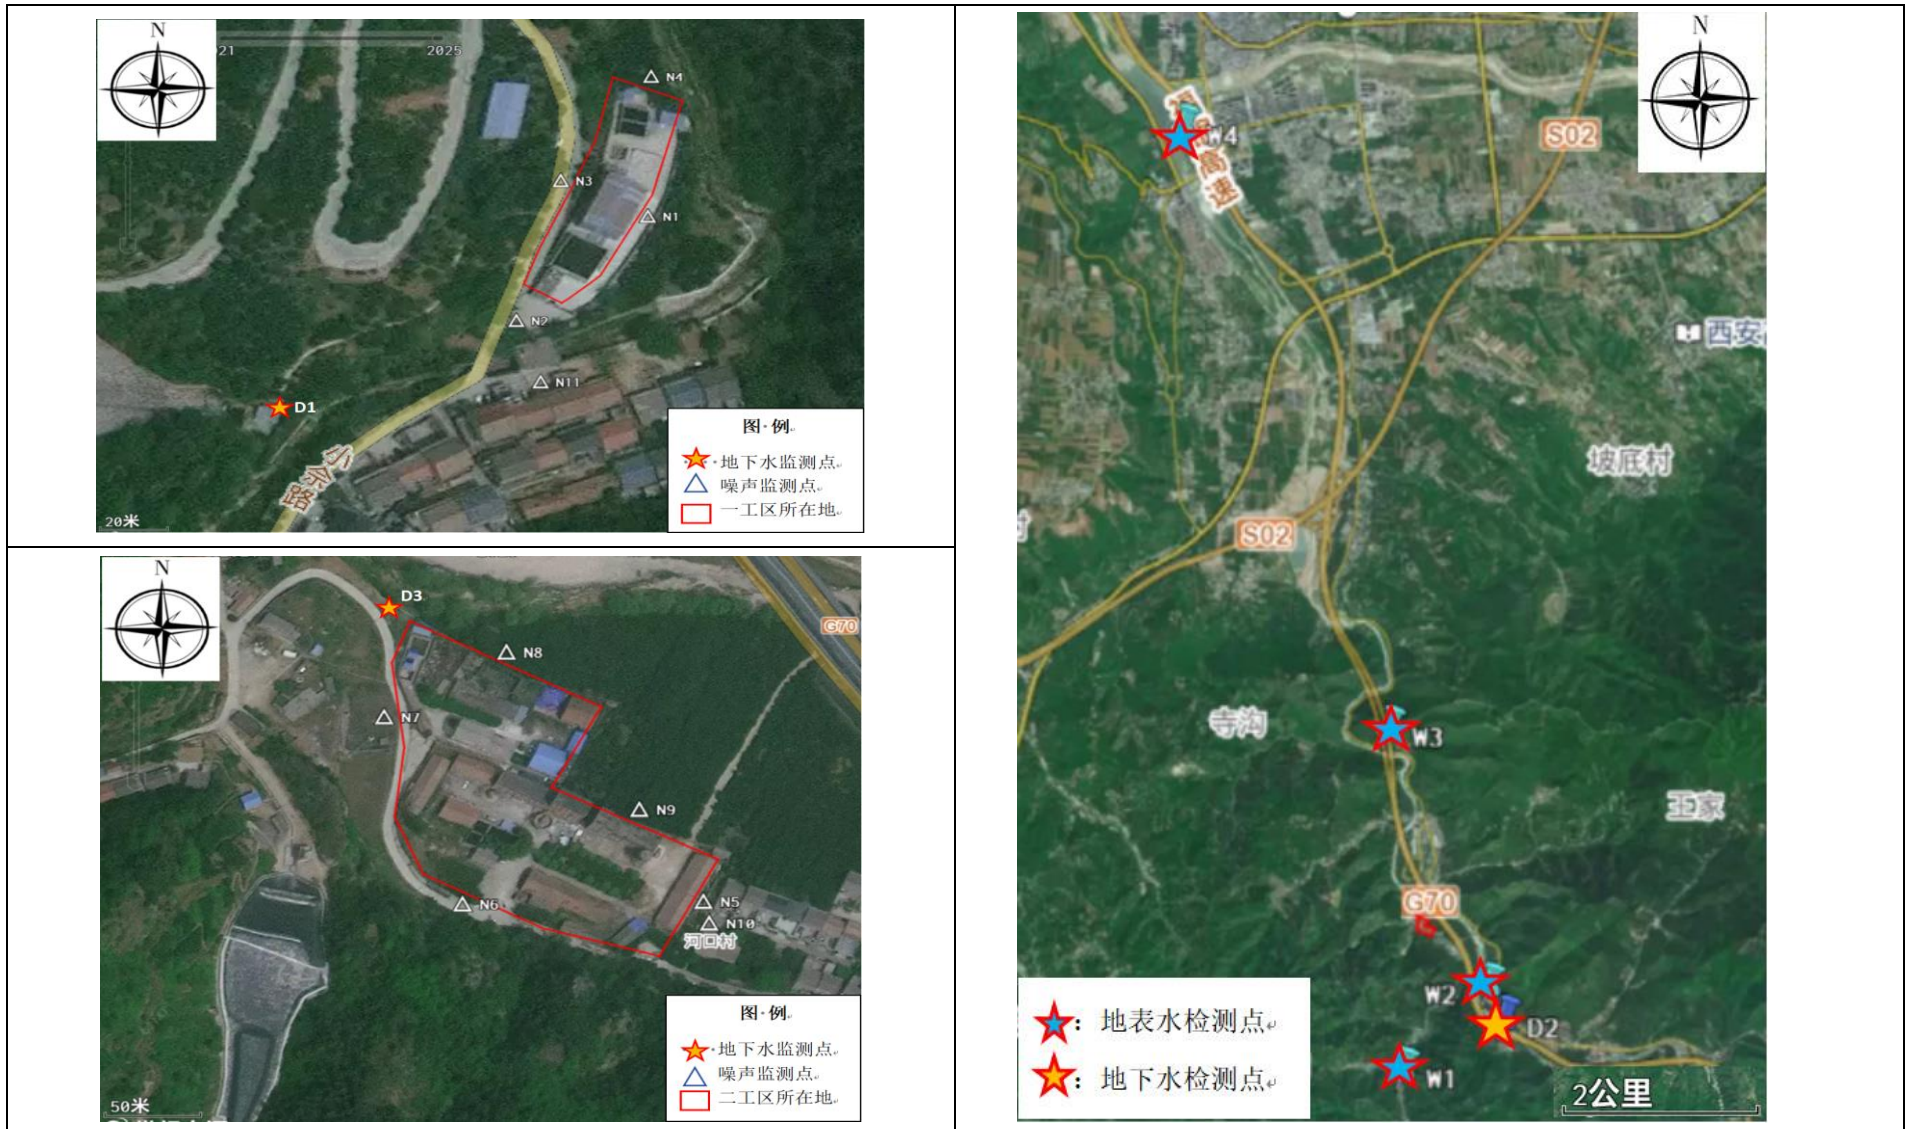 N
21
2025
N4
N3
N1
N2
N11
D1
小佘路
20米
图·例
地下水监测点
噪声监测点
一工区所在地
N
D3
G70
N8
N7
N9
N6
N5
N10
河口村
50米
图·例
地下水监测点
噪声监测点
二工区所在地
N
W4
高速
S02
西安
坡底村
S02
寺沟
W3
王家
G70
W2
D2
W1
：地表水检测点
：地下水检测点
2公里